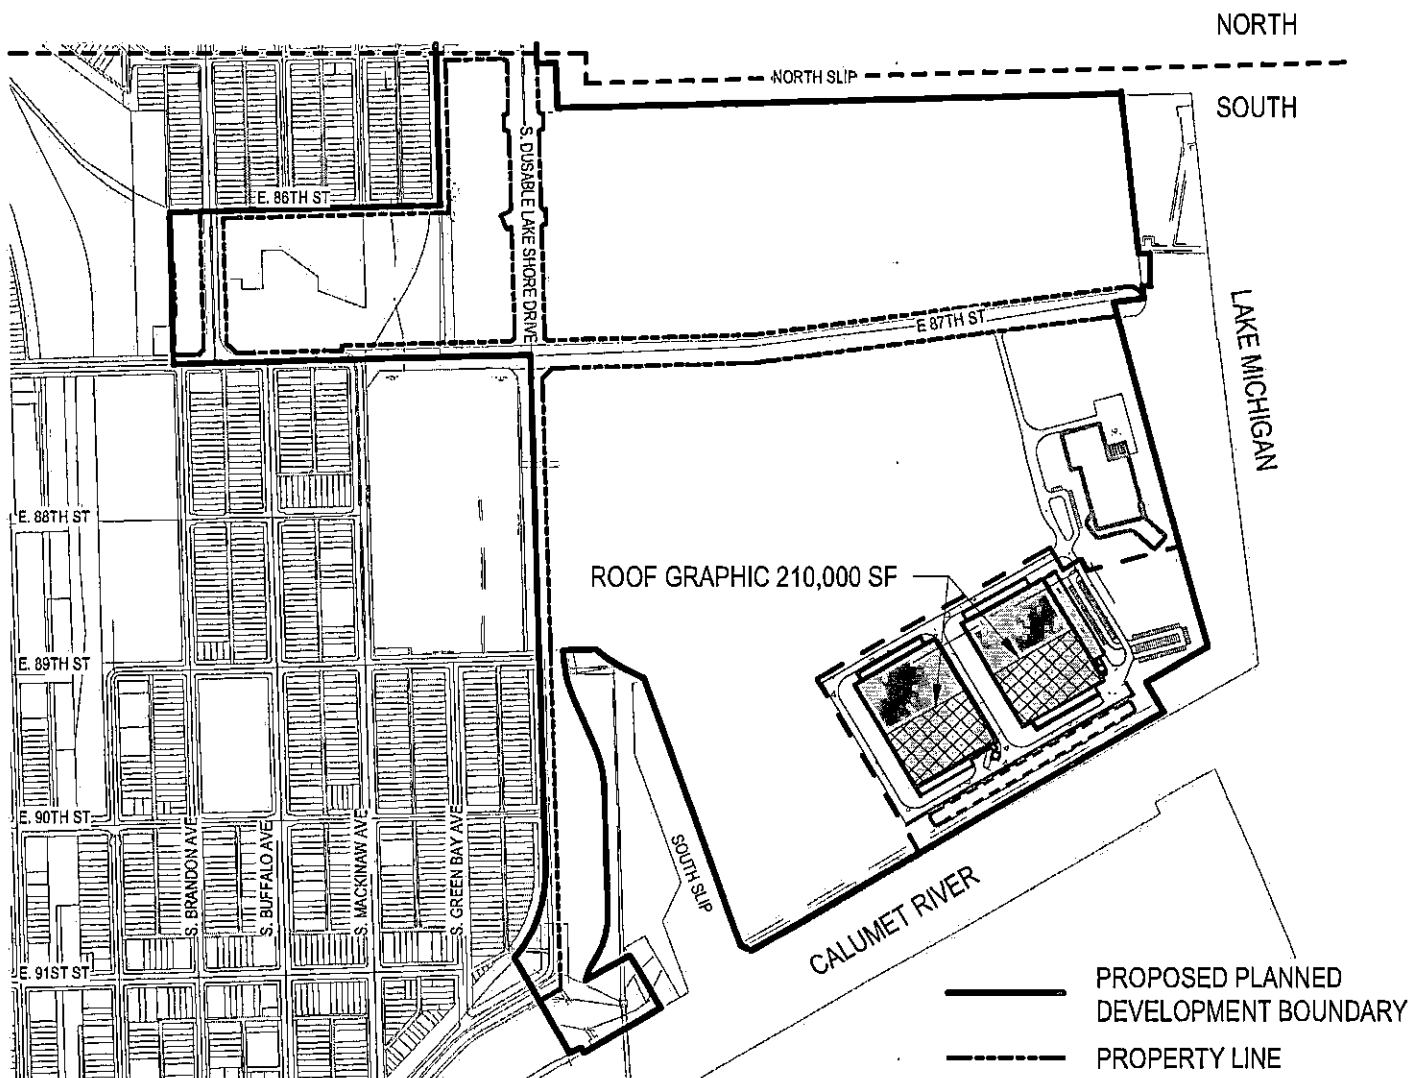 NORTH
NORTH SLIP
SOUTH
S. DUSABLE LAKE SHORE DRIVE
E. 86TH ST
E 87TH ST
LAKE MICHIGAN
E. 88TH ST
ROOF GRAPHIC 210,000 SF
E. 89TH ST
E. 90TH ST
S. BRANDON AVE
S. BUFFALO AVE
S. MACKINAW AVE
S. GREEN BAY AVE
SOUTH SLIP
CALUMET RIVER
E. 91ST ST
PROPOSED PLANNED
DEVELOPMENT BOUNDARY
PROPERTY LINE